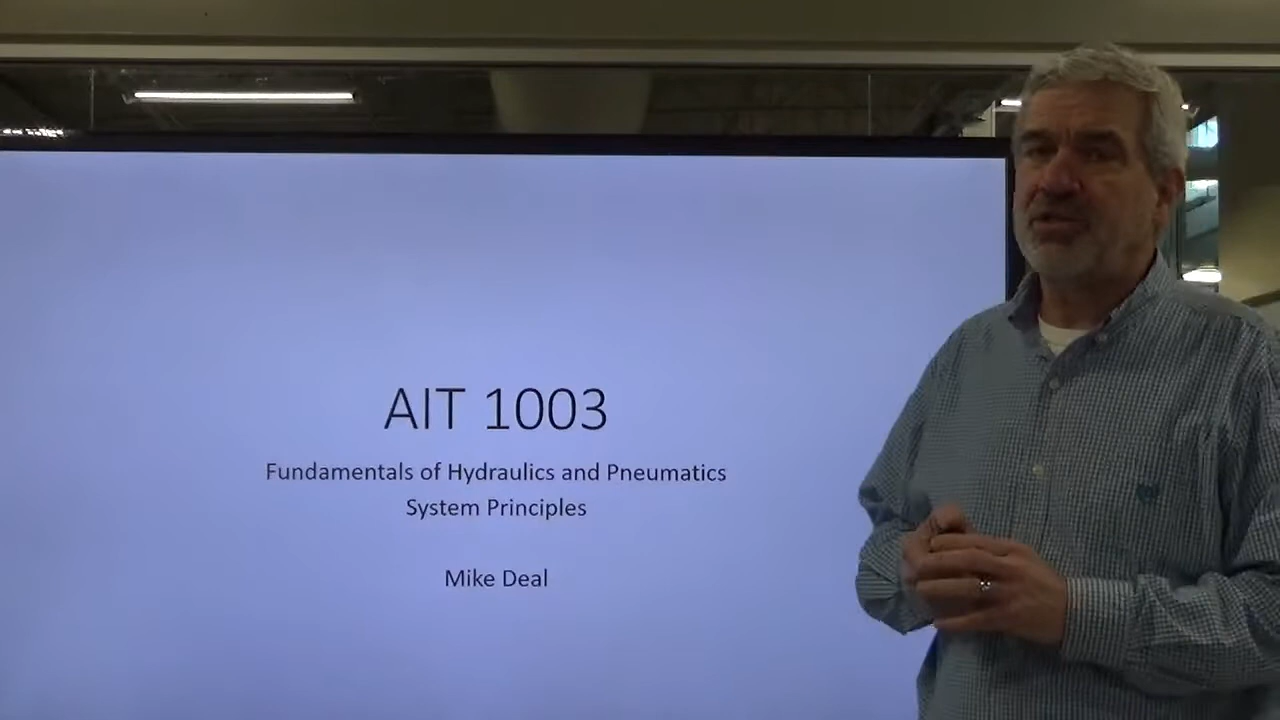 AIT 1003
Fundamentals of Hydraulics and Pneumatics
System Principles
Mike Deal